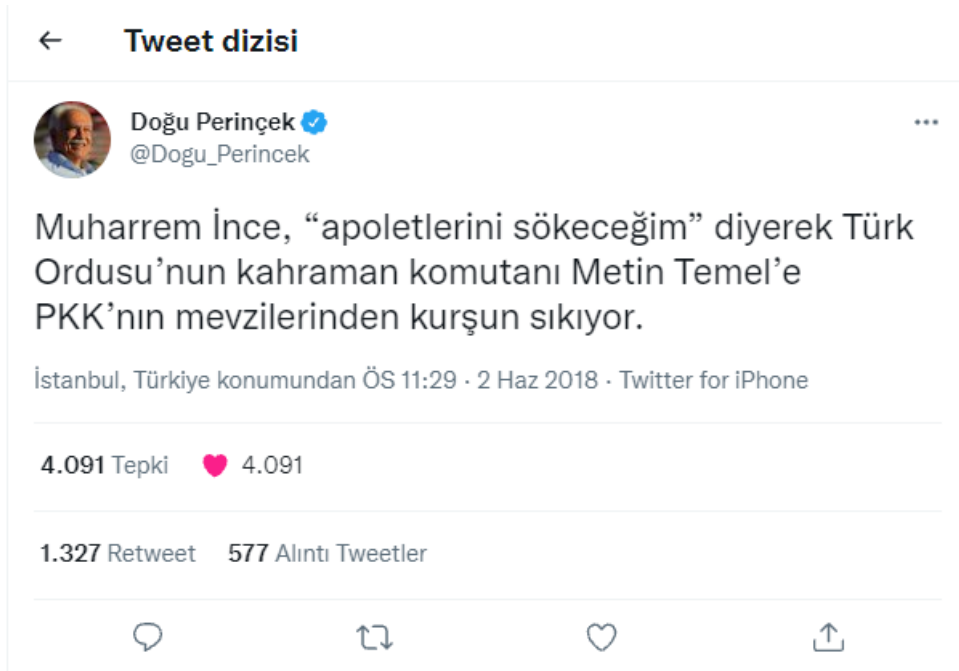 Tweet dizisi
Doğu Perinçek
@Dogu_Perincek
Muharrem İnce, “apoletlerini sökeceğim” diyerek Türk
Ordusu’nun kahraman komutanı Metin Temel’e
PKK’nın mevzilerinden kurşun sıkıyor.
İstanbul, Türkiye konumundan ÖS 11:29 · 2 Haz 2018 · Twitter for iPhone
4.091 Tepki 4.091
1.327 Retweet 577 Alıntı Tweetler